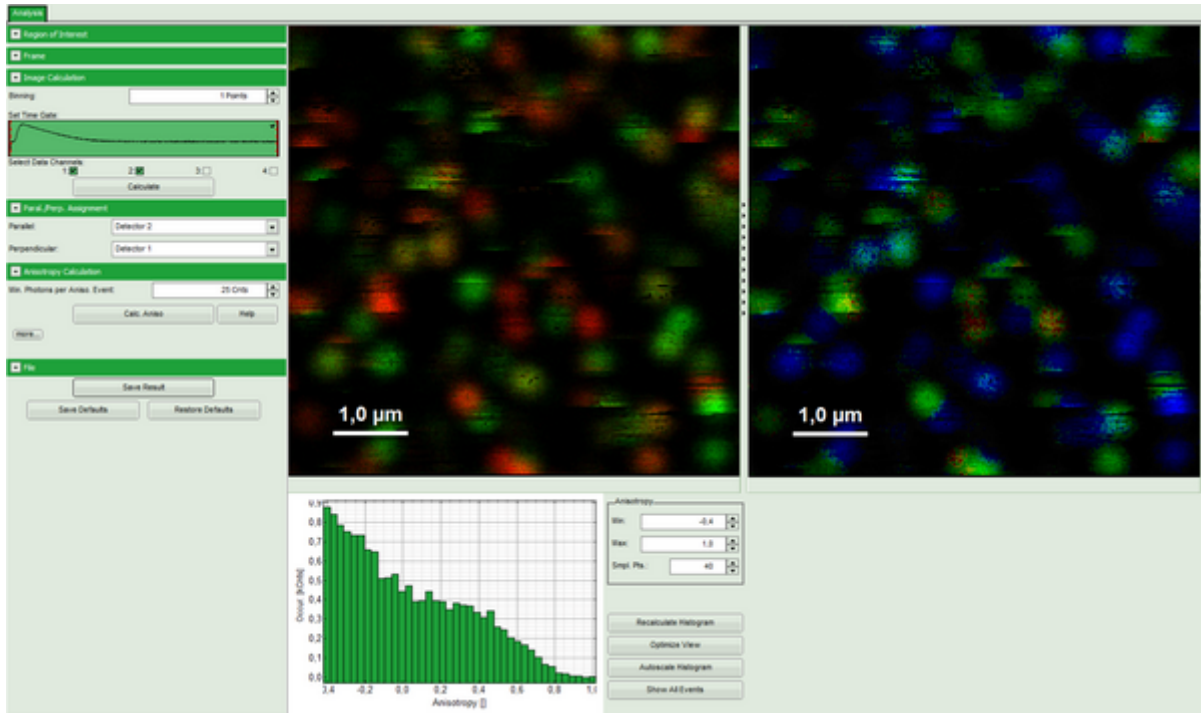 Analysis
Region of Interest
Frame
Image Calculation
Binning: 1 Points
Set Time Gate:
Select Data Channels:
1: 2: 3: 4:
Calculate
Paral./Perp. Assignment
Parallel: Detector 2
Perpendicular: Detector 1
Anisotropy Calculation
Min. Photons per Aniso. Event: 25 Cnts
Calc. Aniso Help
more...
File
Save Result
Save Defaults Restore Defaults
1,0 µm
1,0 µm
0,9
0,8
0,7
0,6
0,5
0,4
0,3
0,2
0,1
0,0
Occur. [kCnts]
-0,2 0,0 0,2 0,4 0,6 0,8
Anisotropy []
Anisotropy
Min: -0,4
Max: 1,0
Smpl. Pts.: 40
Recalculate Histogram
Optimize View
Autoscale Histogram
Show All Events